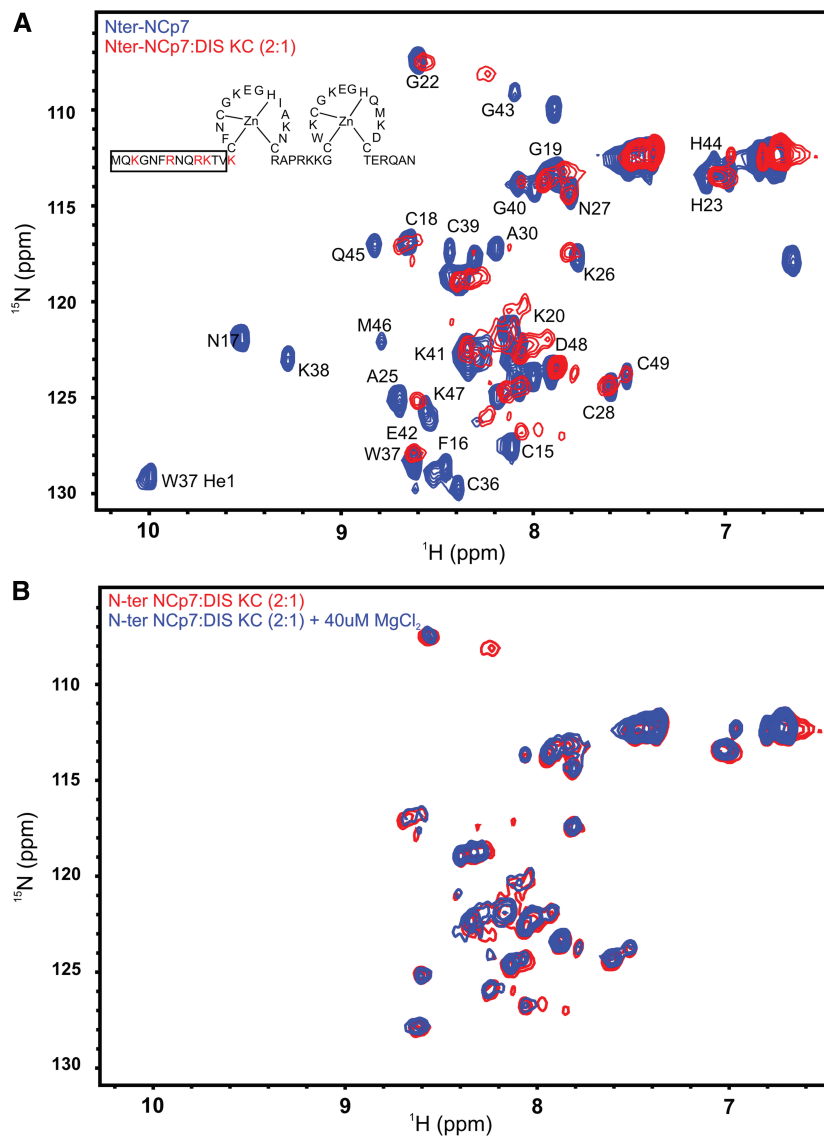 A
Nter-NCp7
Nter-NCp7:DIS KC (2:1)
G K E G H
C N F C
I A K N C
Zn
G K E G H
C K W C
Q M K D C
Zn
MQKGNFRNQRKTVK
RAPRKKG
TERQAN
G22
G43
G19
H44
G40
N27
H23
C18
C39
A30
Q45
K26
K20
N17
M46
K38
K41
D48
A25
K47
C49
C28
E42
F16
W37
C15
W37 He1
C36
110
115
120
125
130
¹⁵N (ppm)
10
9
8
7
¹H (ppm)
B
N-ter NCp7:DIS KC (2:1)
N-ter NCp7:DIS KC (2:1) + 40uM MgCl₂
110
115
120
125
130
¹⁵N (ppm)
10
9
8
7
¹H (ppm)